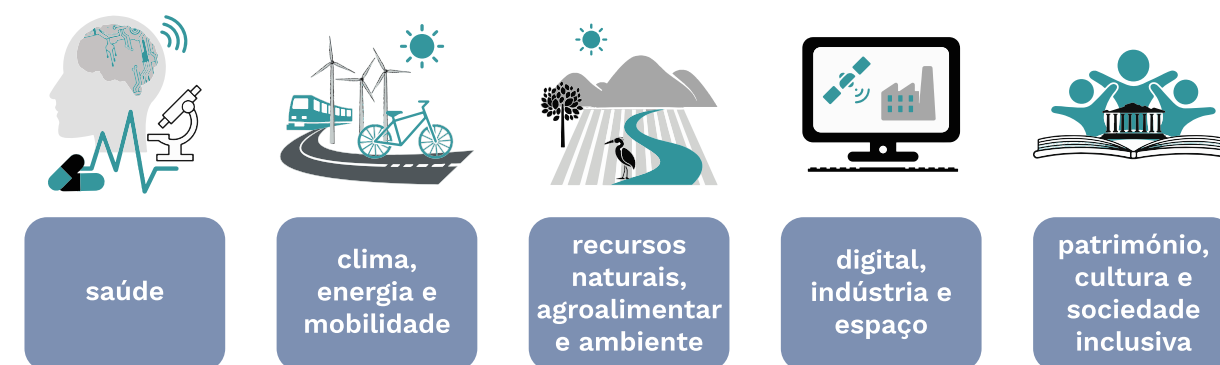 saúde
clima,
energia e
mobilidade
recursos
naturais,
agroalimentar
e ambiente
digital,
indústria e
espaço
património,
cultura e
sociedade
inclusiva